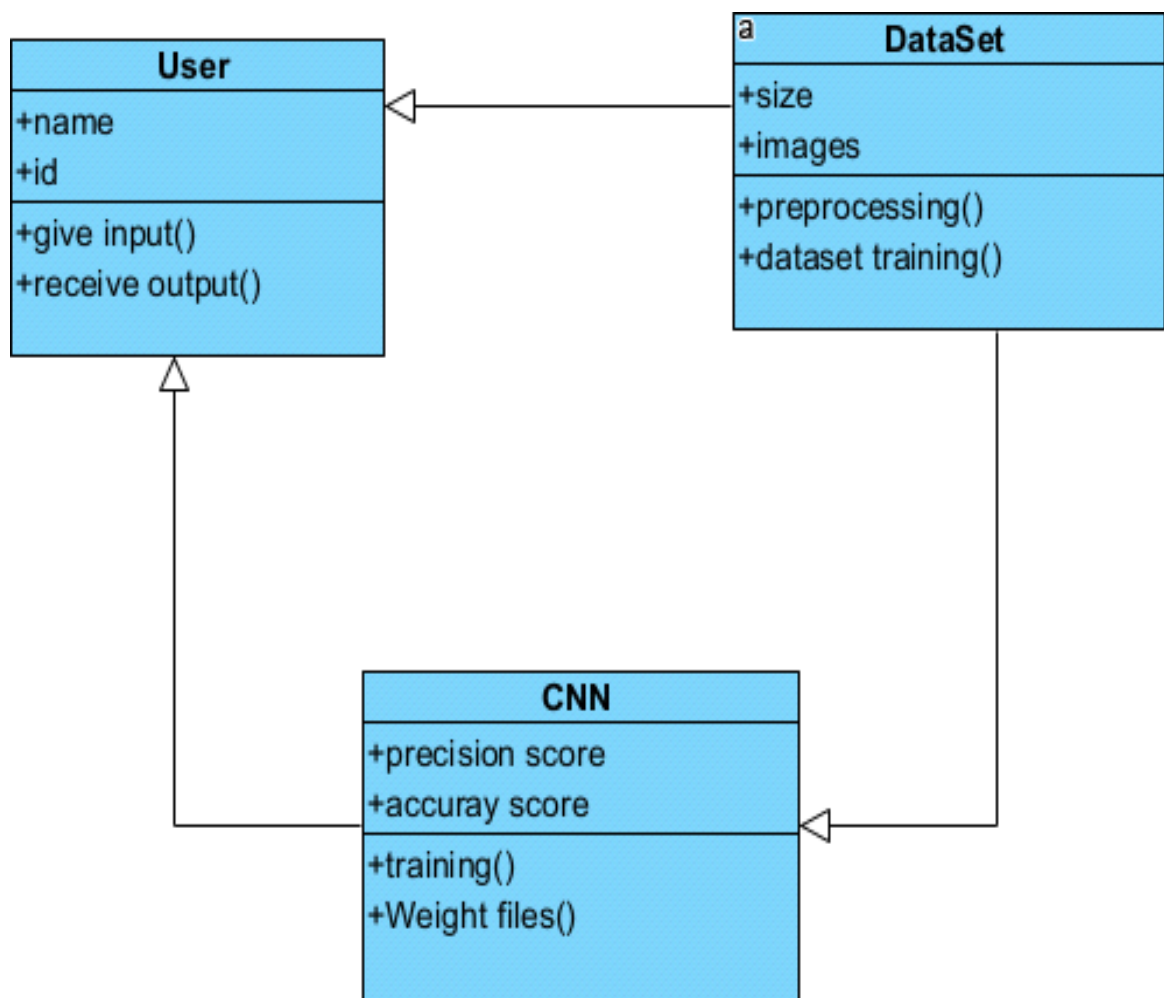 User
+name
+id
+give input()
+receive output()
a
DataSet
+size
+images
+preprocessing()
+dataset training()
CNN
+precision score
+accuray score
+training()
+Weight files()